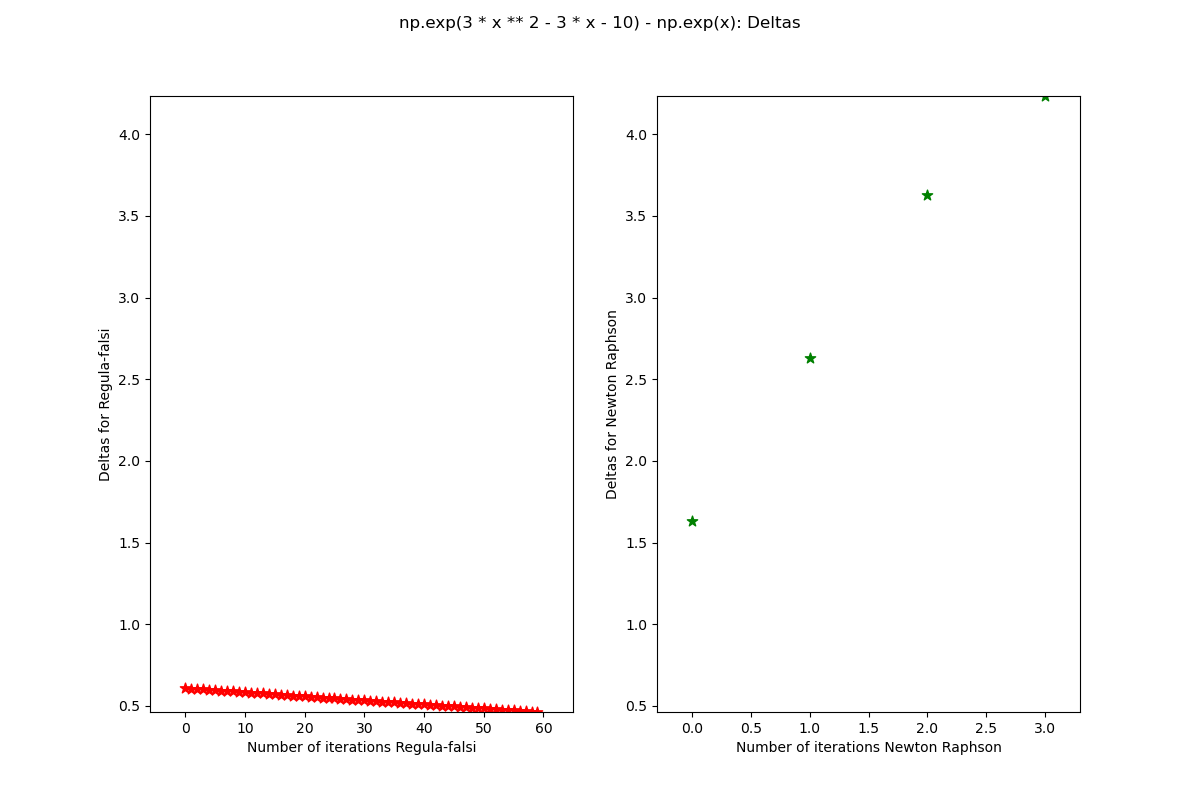 np.exp(3 * x ** 2 - 3 * x - 10) - np.exp(x): Deltas
Deltas for Regula-falsi
4.0
3.5
3.0
2.5
2.0
1.5
1.0
0.5
0 10 20 30 40 50 60
Number of iterations Regula-falsi
Deltas for Newton Raphson
4.0
3.5
3.0
2.5
2.0
1.5
1.0
0.5
0.0 0.5 1.0 1.5 2.0 2.5 3.0
Number of iterations Newton Raphson